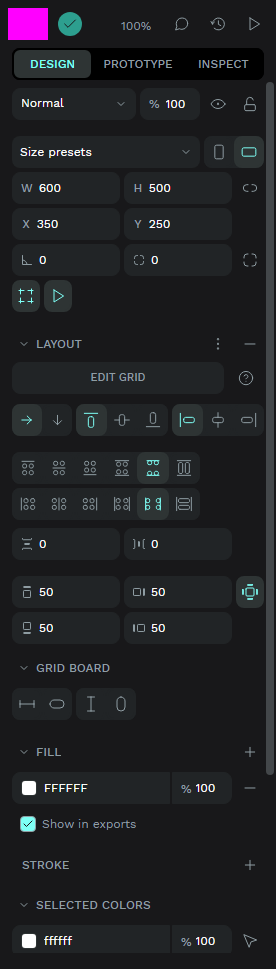 100%
DESIGN PROTOTYPE INSPECT
Normal % 100
Size presets
W 600 H 500
X 350 Y 250
0 0
LAYOUT
EDIT GRID ?
0 0
50 50
50 50
GRID BOARD
FILL
FFFFFF % 100
Show in exports
STROKE
SELECTED COLORS
ffffff % 100